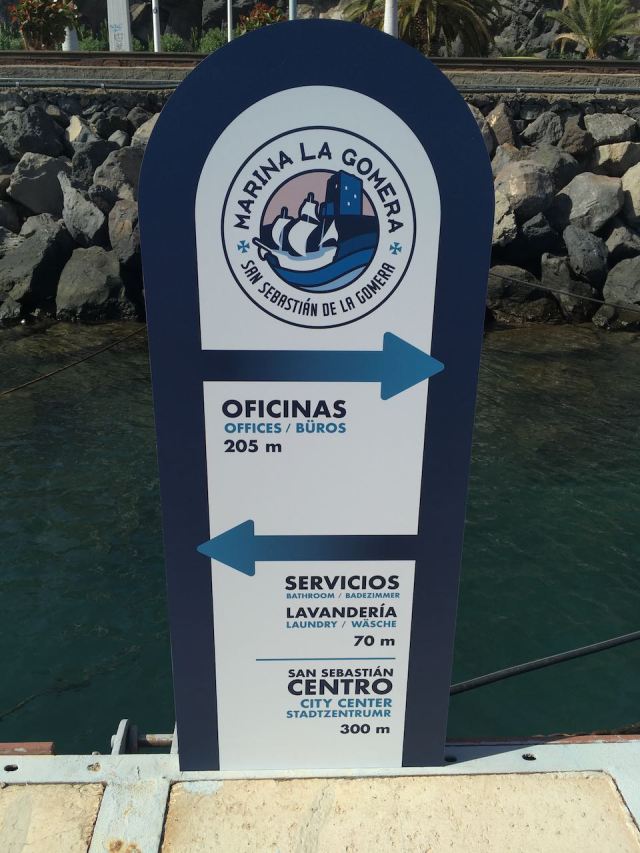 MARINA LA GOMERA
SAN SEBASTIÁN DE LA GOMERA
OFICINAS
OFFICES / BÜROS
205 m
SERVICIOS
BATHROOM / BADEZIMMER
LAVANDERÍA
LAUNDRY / WÄSCHE
70 m
SAN SEBASTIÁN
CENTRO
CITY CENTER
STADTZENTRUMR
300 m